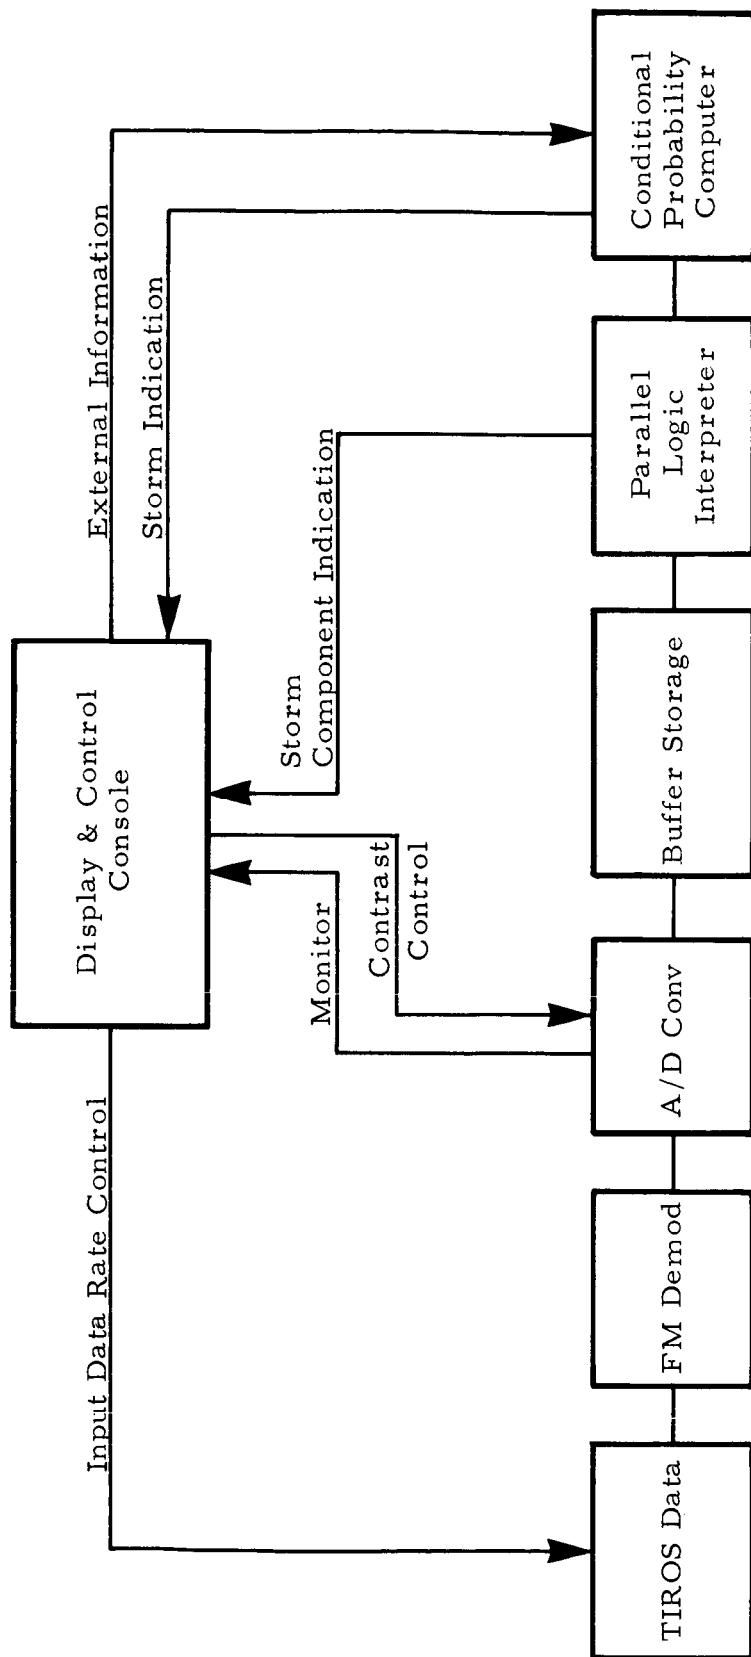 Display & Control
Console
Input Data Rate Control
External Information
Storm Indication
Storm
Component Indication
Monitor
Contrast
Control
TIROS Data
FM Demod
A/D Conv
Buffer Storage
Parallel
Logic
Interpreter
Conditional
Probability
Computer